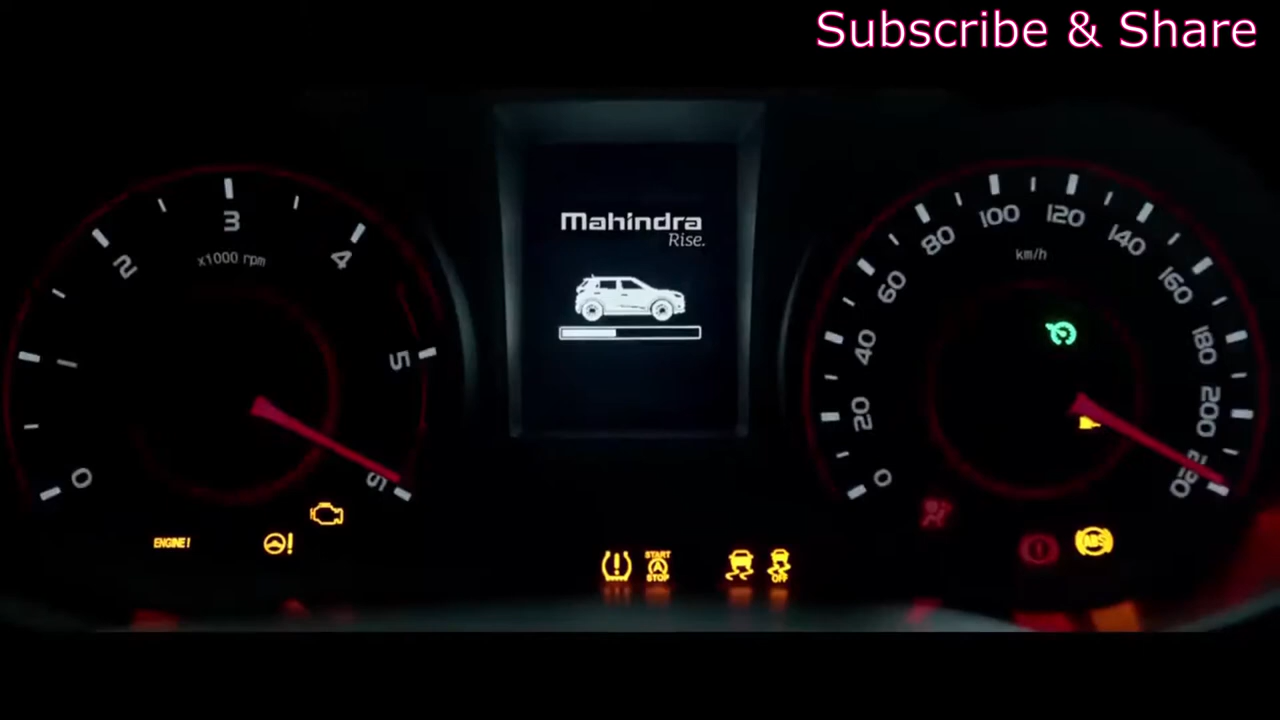 Subscribe & Share
Mahindra
Rise.
0
2
3
4
5
x1000 rpm
0
20
40
60
80
100
120
140
160
180
200
220
km/h
ENGINE!
START
A
STOP
OFF
ABS